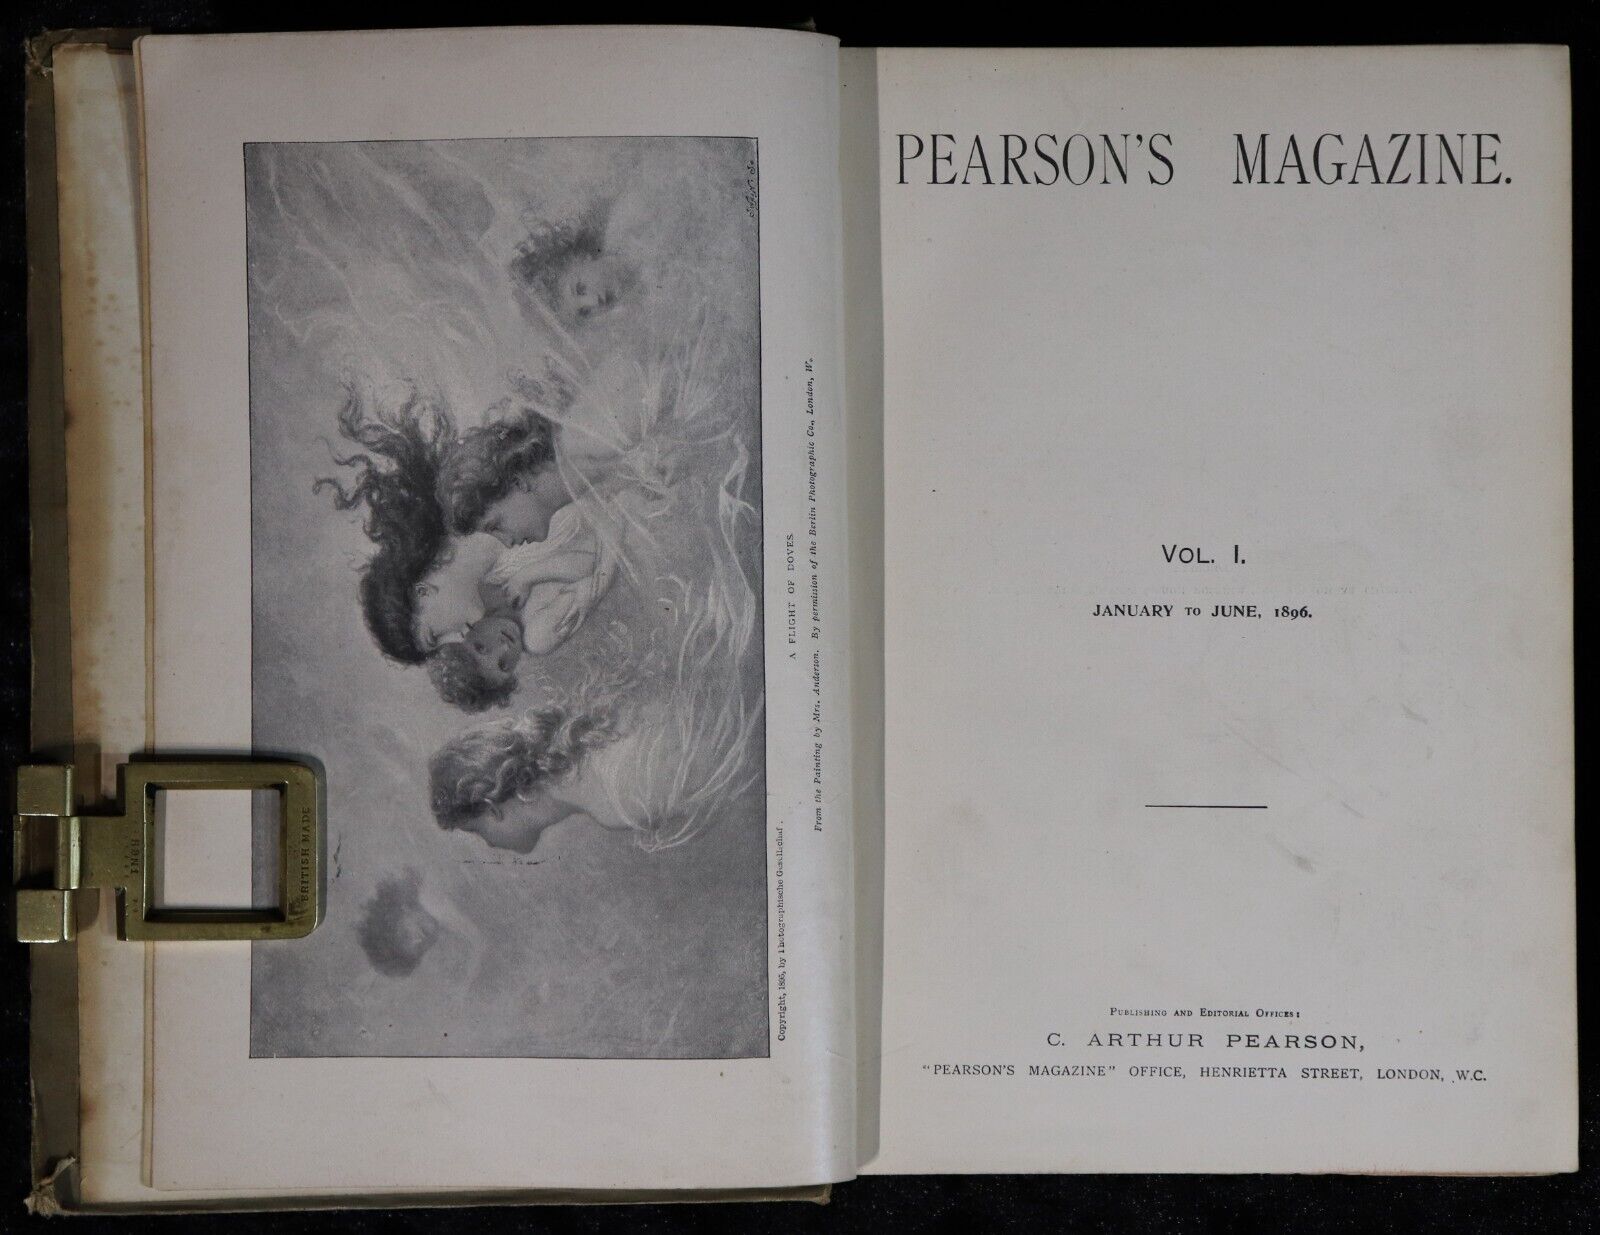 A FLIGHT OF DOVES
From the Painting by Mrs. Anderson. By permission of the Berlin Photographic Co., London, W.
Copyright, 1895, by Photographische Gesellschaf.
INCH
BRITISH MADE
PEARSON'S MAGAZINE.
VOL. I.
JANUARY TO JUNE, 1896.
PUBLISHING AND EDITORIAL OFFICES:
C. ARTHUR PEARSON,
"PEARSON'S MAGAZINE" OFFICE, HENRIETTA STREET, LONDON, W.C.